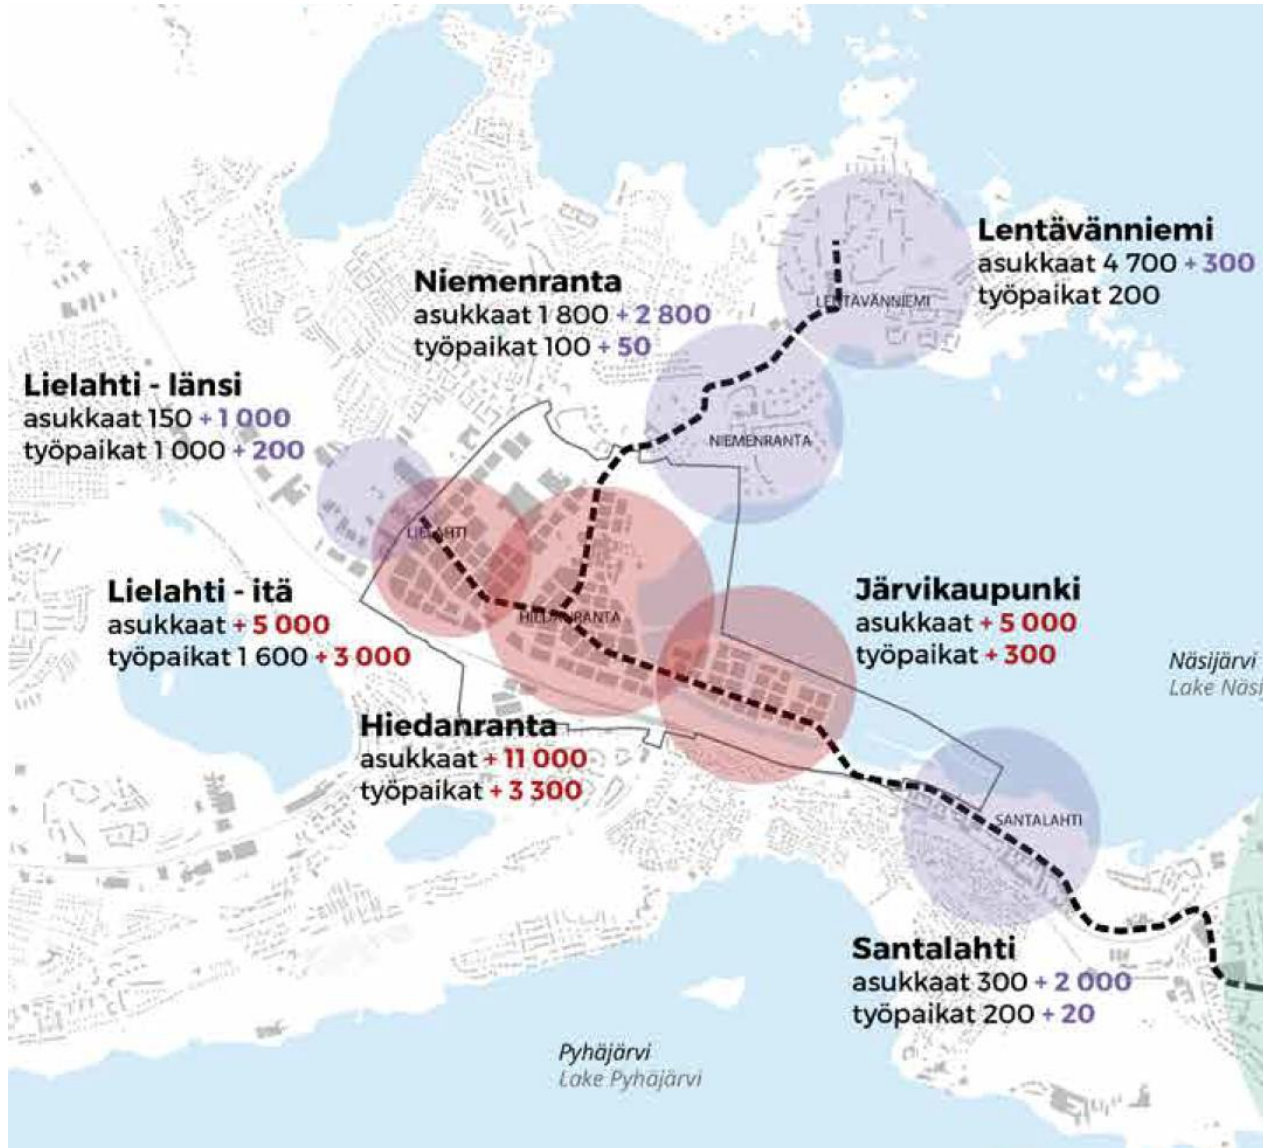 Lentävänniemi
asukkaat 4 700 + 300
työpaikat 200
LENTÄVÄNNIEMI
Niemenranta
asukkaat 1 800 + 2 800
työpaikat 100 + 50
NIEMENRANTA
Lielahti - länsi
asukkaat 150 + 1 000
työpaikat 1 000 + 200
LIELAHTI
Lielahti - itä
asukkaat + 5 000
työpaikat 1 600 + 3 000
HIEDANRANTA
Järvikaupunki
asukkaat + 5 000
työpaikat + 300
Näsijärvi
Lake Näsij
Hiedanranta
asukkaat + 11 000
työpaikat + 3 300
SANTALAHTI
Santalahti
asukkaat 300 + 2 000
työpaikat 200 + 20
Pyhäjärvi
Lake Pyhäjärvi